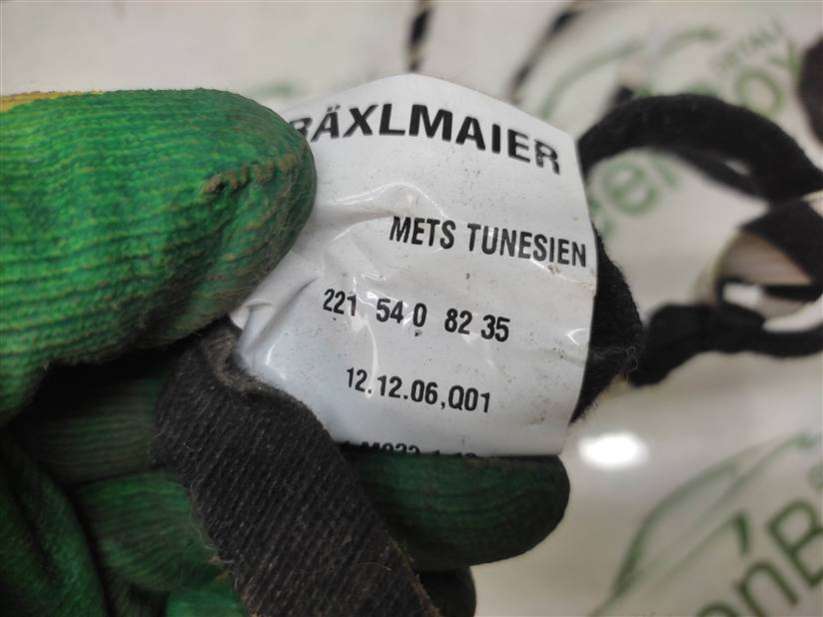 RÄXLMAIER
METS TUNESIEN
221 54 0 82 35
12.12.06,Q01